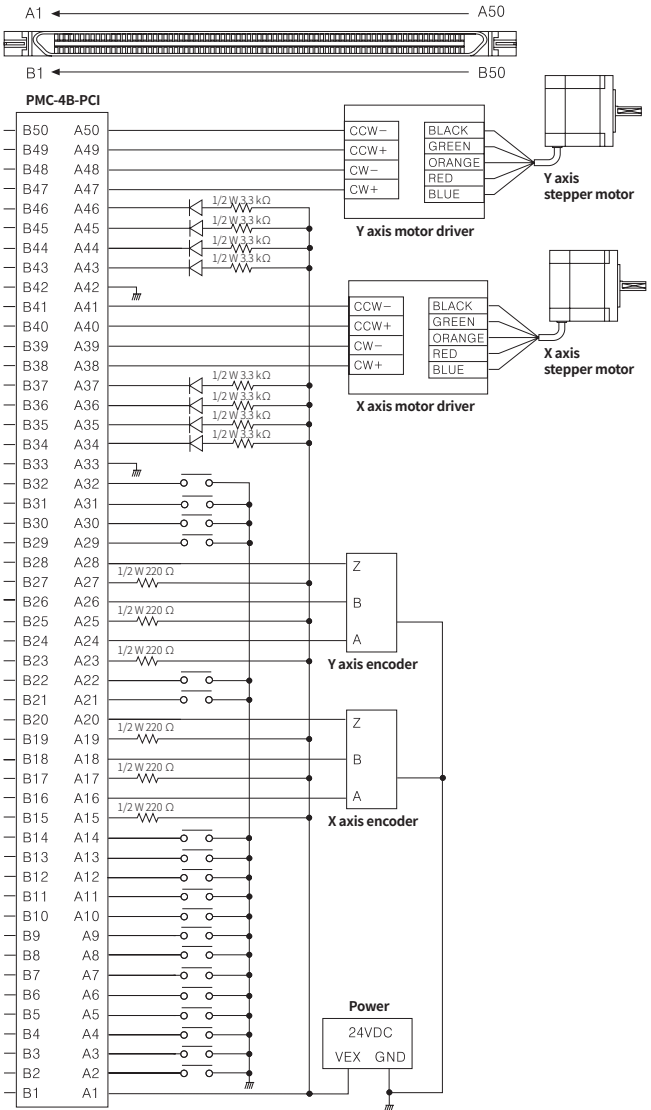 A1 A50
B1 B50
PMC-4B-PCI
B50 A50 CCW− BLACK
B49 A49 CCW+ GREEN
B48 A48 CW− ORANGE
B47 A47 CW+ RED
BLUE
Y axis
stepper motor
Y axis motor driver
B46 A46 1/2 W 3.3 kΩ
B45 A45 1/2 W 3.3 kΩ
B44 A44 1/2 W 3.3 kΩ
B43 A43 1/2 W 3.3 kΩ
B42 A42
B41 A41 CCW− BLACK
B40 A40 CCW+ GREEN
B39 A39 CW− ORANGE
B38 A38 CW+ RED
BLUE
X axis
stepper motor
X axis motor driver
B37 A37 1/2 W 3.3 kΩ
B36 A36 1/2 W 3.3 kΩ
B35 A35 1/2 W 3.3 kΩ
B34 A34 1/2 W 3.3 kΩ
B33 A33
B32 A32
B31 A31
B30 A30
B29 A29
B28 A28 Z
B27 A27 1/2 W 220 Ω
B26 A26 B
B25 A25 1/2 W 220 Ω
B24 A24 A
B23 A23 1/2 W 220 Ω
Y axis encoder
B22 A22
B21 A21
B20 A20 Z
B19 A19 1/2 W 220 Ω
B18 A18 B
B17 A17 1/2 W 220 Ω
B16 A16 A
B15 A15 1/2 W 220 Ω
X axis encoder
B14 A14
B13 A13
B12 A12
B11 A11
B10 A10
B9 A9
B8 A8
B7 A7
B6 A6
B5 A5
B4 A4
B3 A3
B2 A2
B1 A1
Power
24VDC
VEX GND